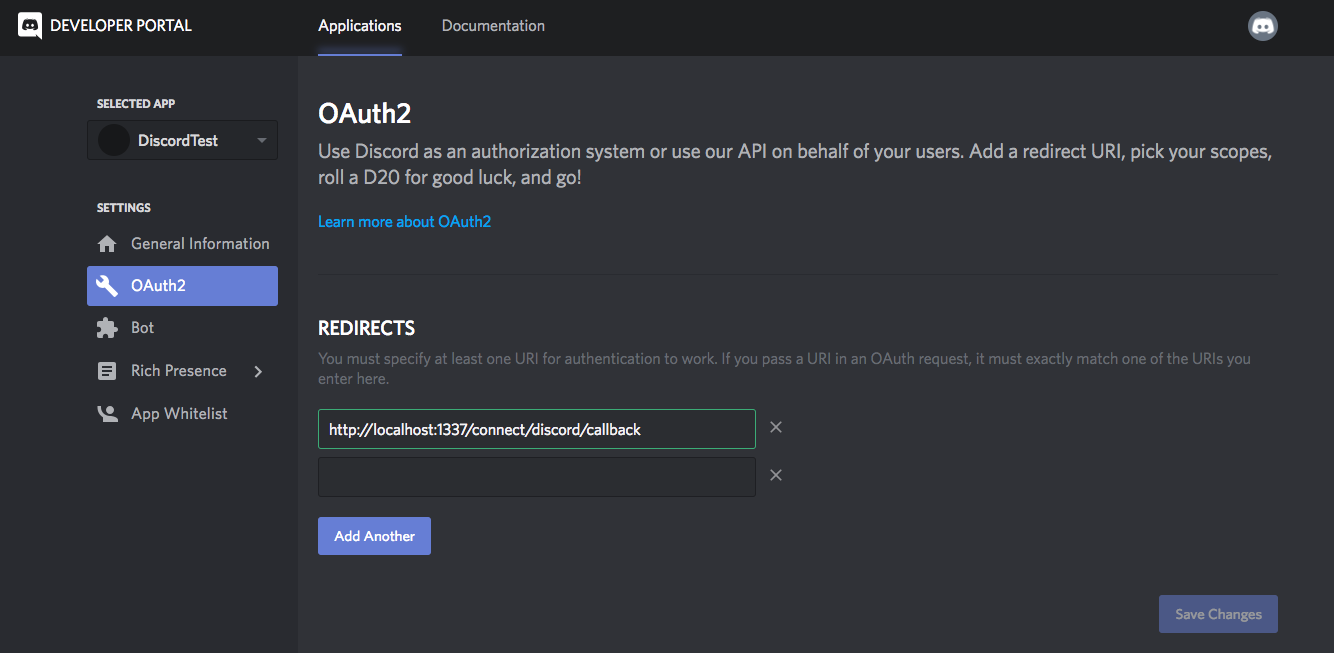 DEVELOPER PORTAL
Applications
Documentation
SELECTED APP
DiscordTest
SETTINGS
General Information
OAuth2
Bot
Rich Presence
App Whitelist
OAuth2
Use Discord as an authorization system or use our API on behalf of your users. Add a redirect URI, pick your scopes,
roll a D20 for good luck, and go!
Learn more about OAuth2
REDIRECTS
You must specify at least one URI for authentication to work. If you pass a URI in an OAuth request, it must exactly match one of the URIs you
enter here.
http://localhost:1337/connect/discord/callback
Add Another
Save Changes